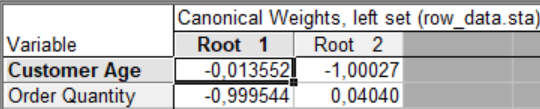 Canonical Weights, left set (row_data.sta)
Variable Root 1 Root 2
Customer Age -0,013552 -1,00027
Order Quantity -0,999544 0,04040